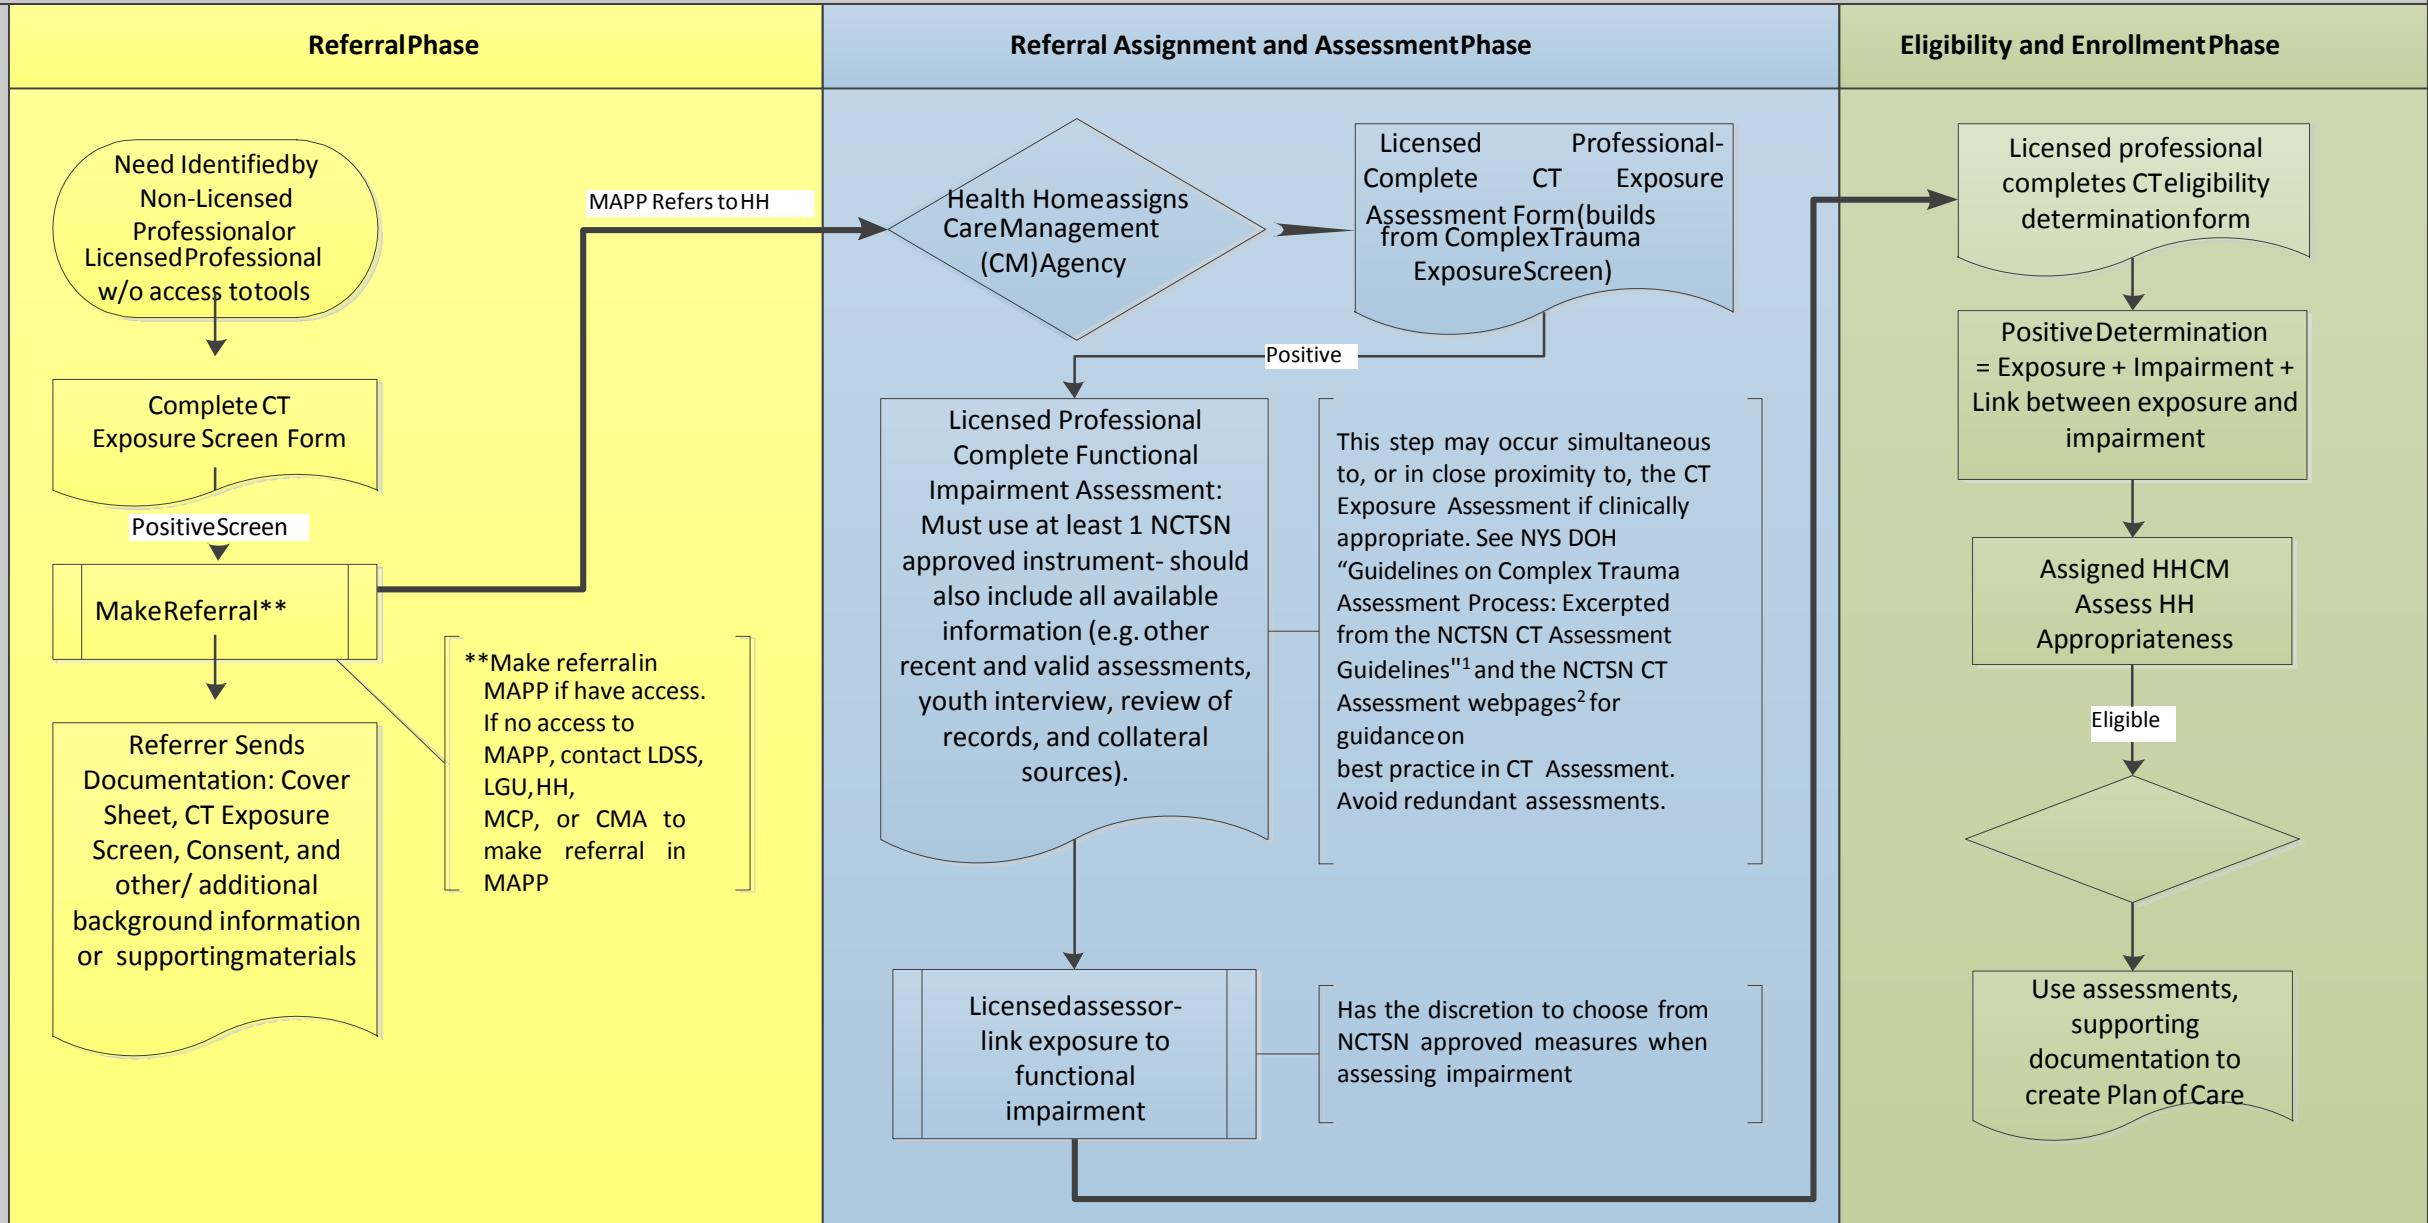 Referral Phase
Need Identified by
Non-Licensed
Professional or
Licensed Professional
w/o access to tools
Complete CT
Exposure Screen Form
Positive Screen
Make Referral**
**Make referral in
MAPP if have access.
If no access to
MAPP, contact LDSS,
LGU, HH,
MCP, or CMA to
make referral in
MAPP
Referrer Sends
Documentation: Cover
Sheet, CT Exposure
Screen, Consent, and
other/ additional
background information
or supporting materials
MAPP Refers to HH
Referral Assignment and Assessment Phase
Health Home assigns
Care Management
(CM) Agency
Licensed Professional-
Complete CT Exposure
Assessment Form (builds
from Complex Trauma
Exposure Screen)
Positive
Licensed Professional
Complete Functional
Impairment Assessment:
Must use at least 1 NCTSN
approved instrument- should
also include all available
information (e.g. other
recent and valid assessments,
youth interview, review of
records, and collateral
sources).
This step may occur simultaneous
to, or in close proximity to, the CT
Exposure Assessment if clinically
appropriate. See NYS DOH
“Guidelines on Complex Trauma
Assessment Process: Excerpted
from the NCTSN CT Assessment
Guidelines"1 and the NCTSN CT
Assessment webpages2 for
guidance on
best practice in CT Assessment.
Avoid redundant assessments.
Licensed assessor-
link exposure to
functional
impairment
Has the discretion to choose from
NCTSN approved measures when
assessing impairment
Eligibility and Enrollment Phase
Licensed professional
completes CT eligibility
determination form
Positive Determination
= Exposure + Impairment +
Link between exposure and
impairment
Assigned HH CM
Assess HH
Appropriateness
Eligible
Use assessments,
supporting
documentation to
create Plan of Care